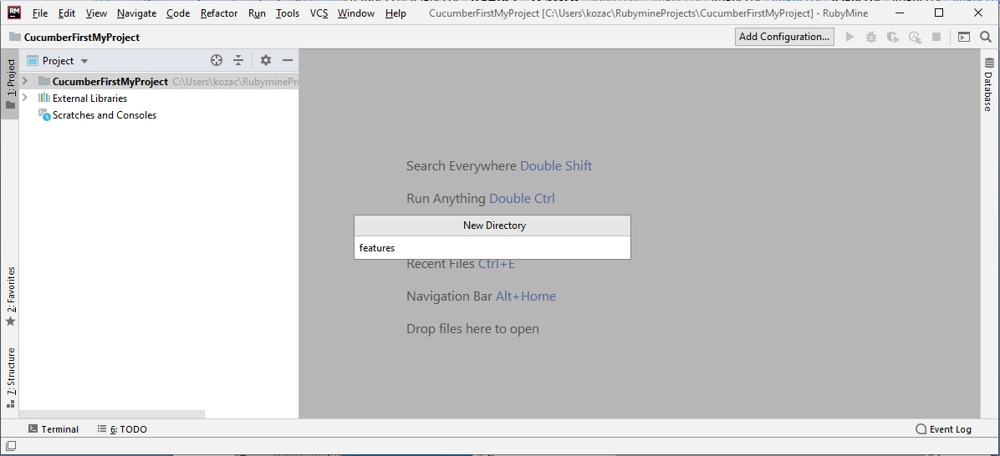 RM File Edit View Navigate Code Refactor Run Tools VCS Window Help CucumberFirstMyProject [C:\Users\kozac\RubymineProjects\CucumberFirstMyProject] - RubyMine
CucumberFirstMyProject Add Configuration...
1: Project
Project
CucumberFirstMyProject C:\Users\kozac\RubyminePr
External Libraries
Scratches and Consoles
Database
Search Everywhere Double Shift
Run Anything Double Ctrl
New Directory
features
Recent Files Ctrl+E
Navigation Bar Alt+Home
Drop files here to open
2: Favorites
7: Structure
Terminal 6: TODO Event Log